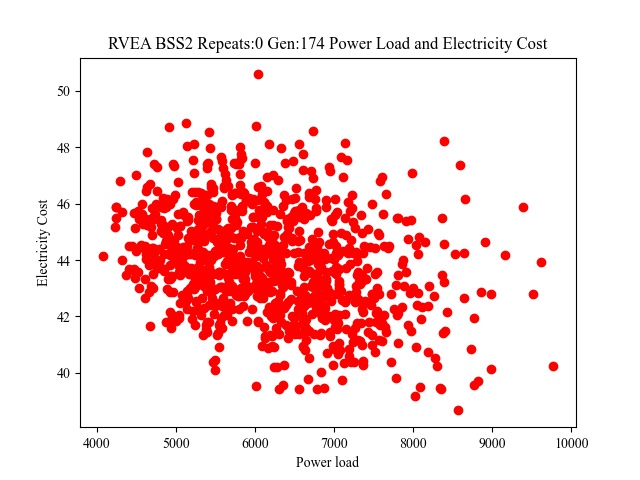 RVEA BSS2 Repeats:0 Gen:174 Power Load and Electricity Cost
50
48
46
44
42
40
Electricity Cost
4000 5000 6000 7000 8000 9000 10000
Power load